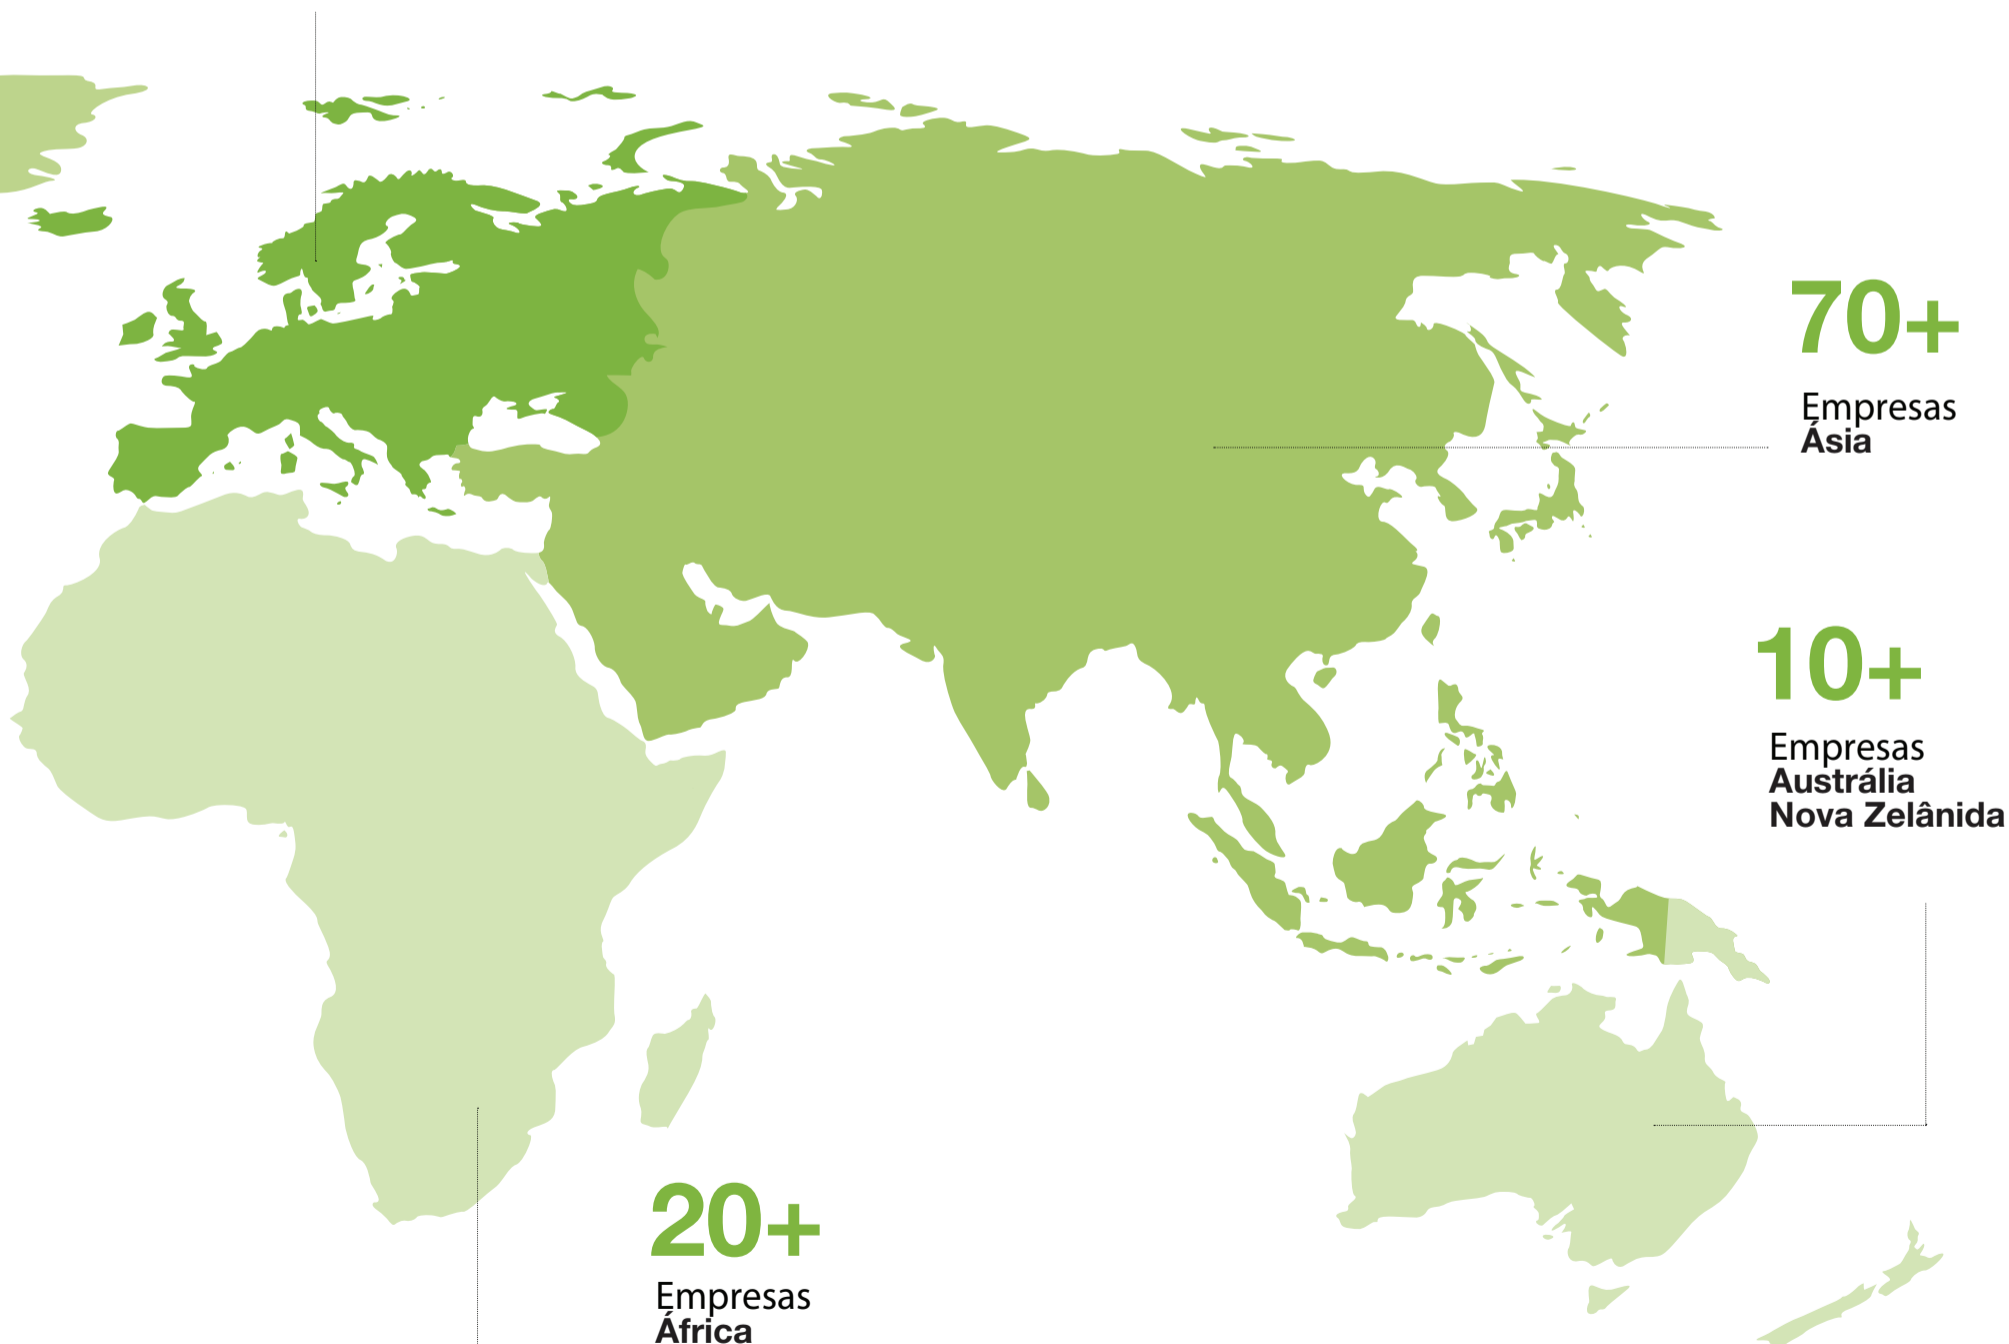 70+
Empresas
Ásia
10+
Empresas
Austrália
Nova Zelânida
20+
Empresas
África